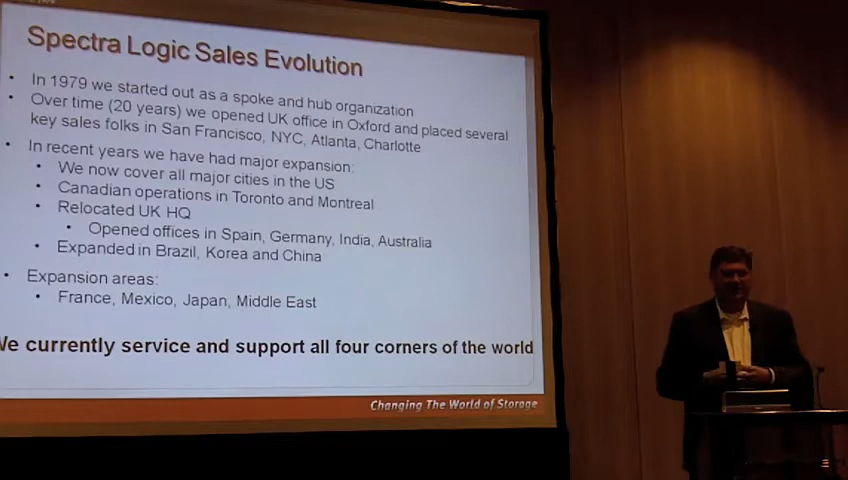 Spectra Logic Sales Evolution
• In 1979 we started out as a spoke and hub organization
• Over time (20 years) we opened UK office in Oxford and placed several
key sales folks in San Francisco, NYC, Atlanta, Charlotte
• In recent years we have had major expansion:
• We now cover all major cities in the US
• Canadian operations in Toronto and Montreal
• Relocated UK HQ
• Opened offices in Spain, Germany, India, Australia
• Expanded in Brazil, Korea and China
• Expansion areas:
• France, Mexico, Japan, Middle East
We currently service and support all four corners of the world
Changing The World of Storage